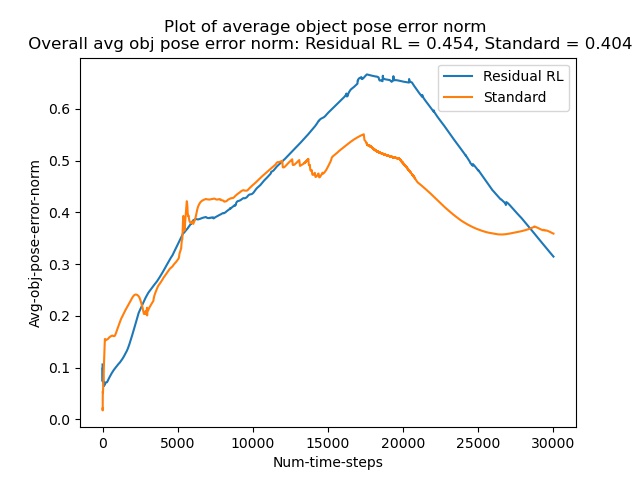 Plot of average object pose error norm
Overall avg obj pose error norm: Residual RL = 0.454, Standard = 0.404
Residual RL
Standard
Avg-obj-pose-error-norm
0.6
0.5
0.4
0.3
0.2
0.1
0.0
0 5000 10000 15000 20000 25000 30000
Num-time-steps